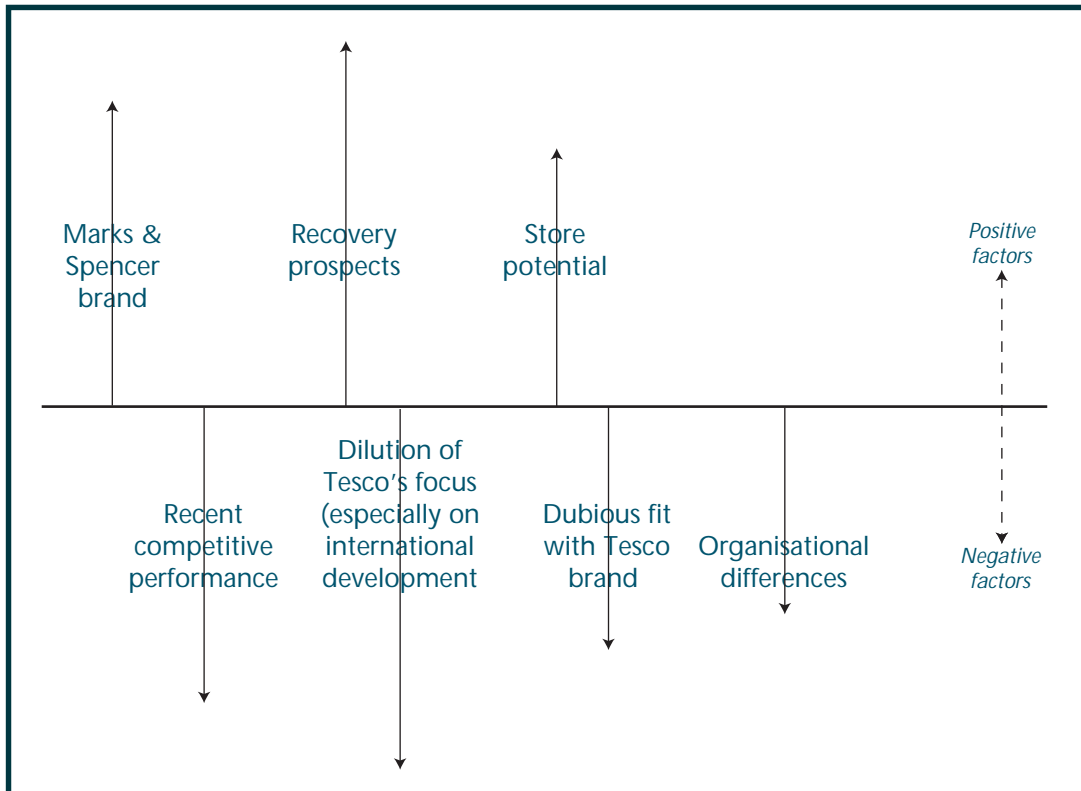 Marks &
Spencer
brand
Recovery
prospects
Store
potential
Positive
factors
Recent
competitive
performance
Dilution of
Tesco's focus
(especially on
international
development
Dubious fit
with Tesco
brand
Organisational
differences
Negative
factors